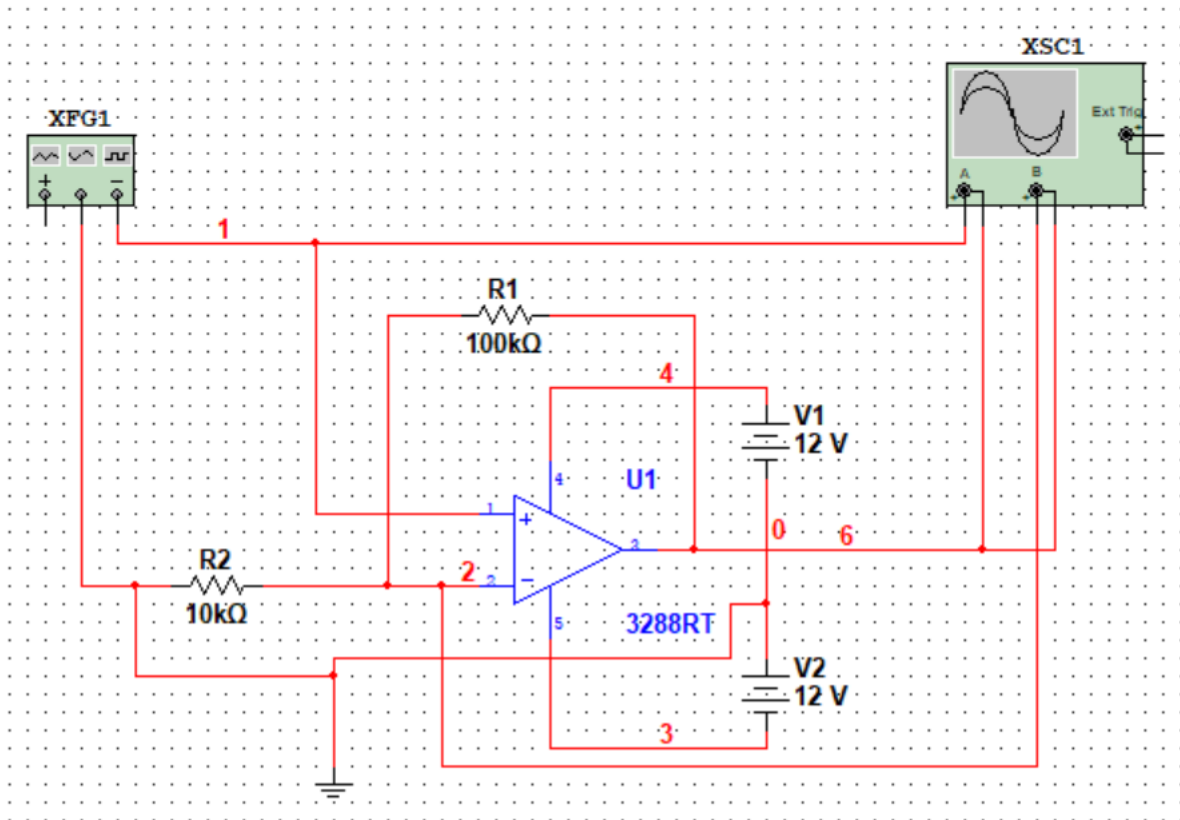 XSC1
XFG1
Ext Trig
+
+ −
A B
+ +
1
R1
100kΩ
4
V1
12 V
4
U1
1
+
0
6
3
R2
10kΩ
2
2
−
5
3288RT
V2
12 V
3